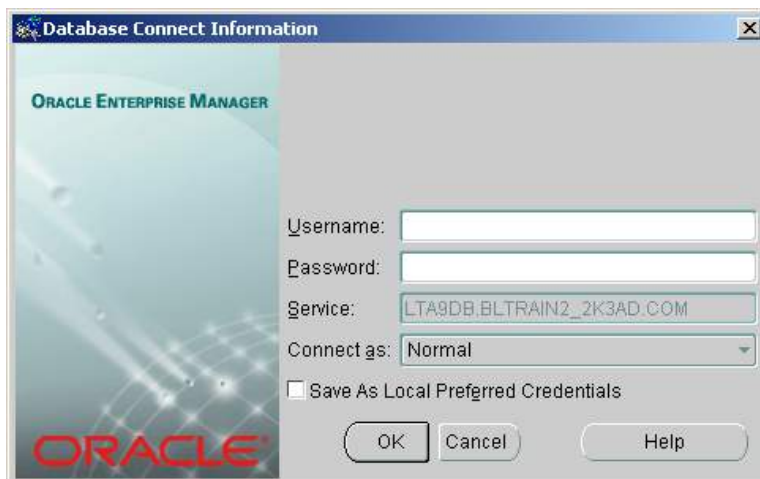 Database Connect Information
ORACLE ENTERPRISE MANAGER
Username:
Password:
Service: LTA9DB.BLTRAIN2_2K3AD.COM
Connect as: Normal
Save As Local Preferred Credentials
OK Cancel Help
ORACLE